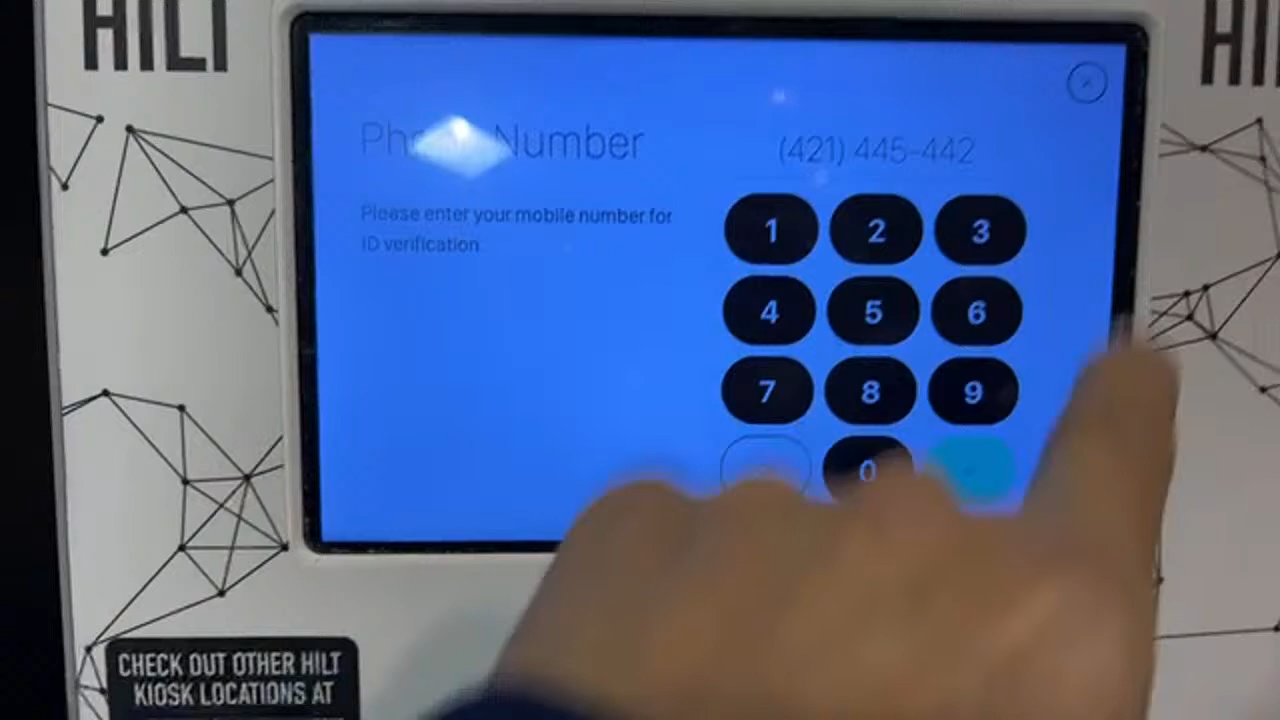 HILT
HI
Phone Number
(421) 445-442
Please enter your mobile number for
ID verification
1 2 3
4 5 6
7 8 9
0
CHECK OUT OTHER HILT
KIOSK LOCATIONS AT